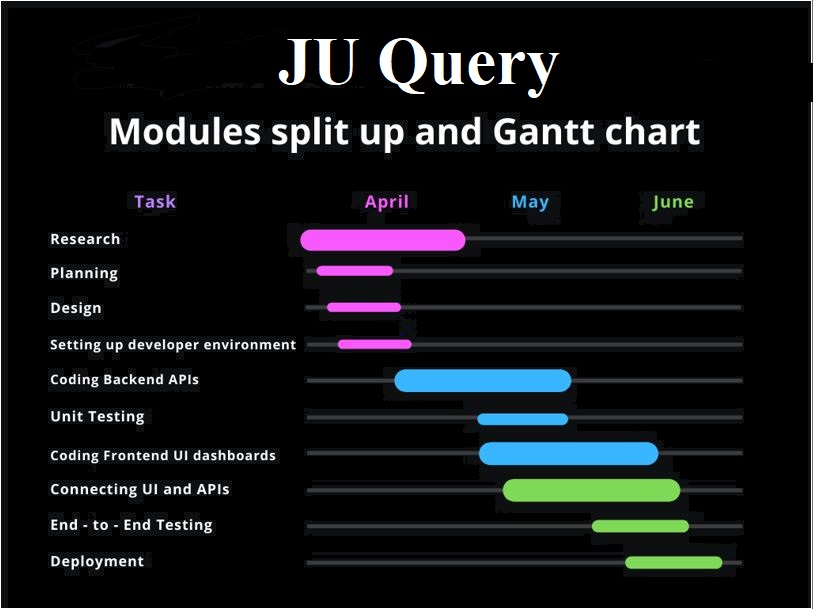 JU Query
Modules split up and Gantt chart
Task April May June
Research
Planning
Design
Setting up developer environment
Coding Backend APIs
Unit Testing
Coding Frontend UI dashboards
Connecting UI and APIs
End - to - End Testing
Deployment